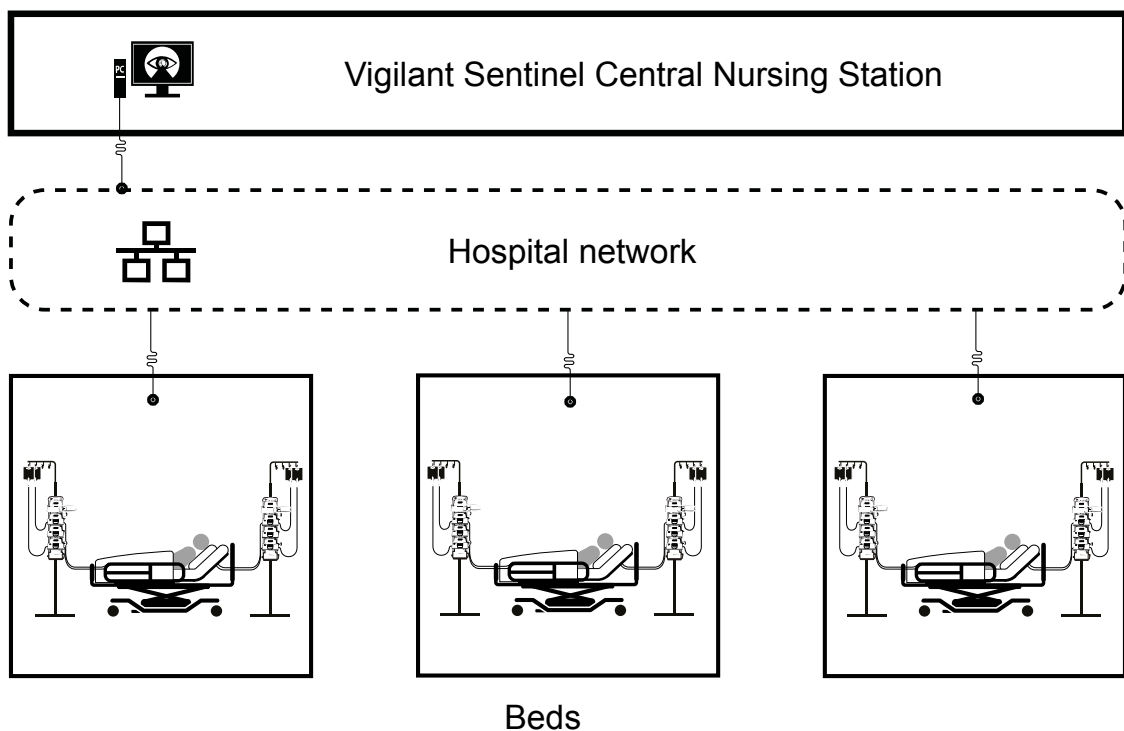 PC
Vigilant Sentinel Central Nursing Station
Hospital network
Beds